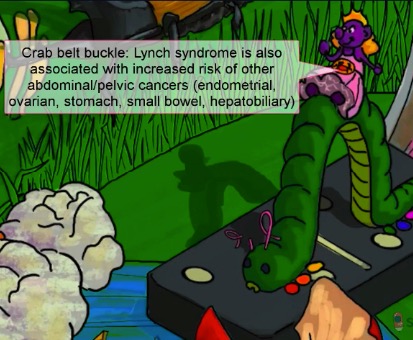 Crab belt buckle: Lynch syndrome is also
associated with increased risk of other
abdominal/pelvic cancers (endometrial,
ovarian, stomach, small bowel, hepatobiliary)